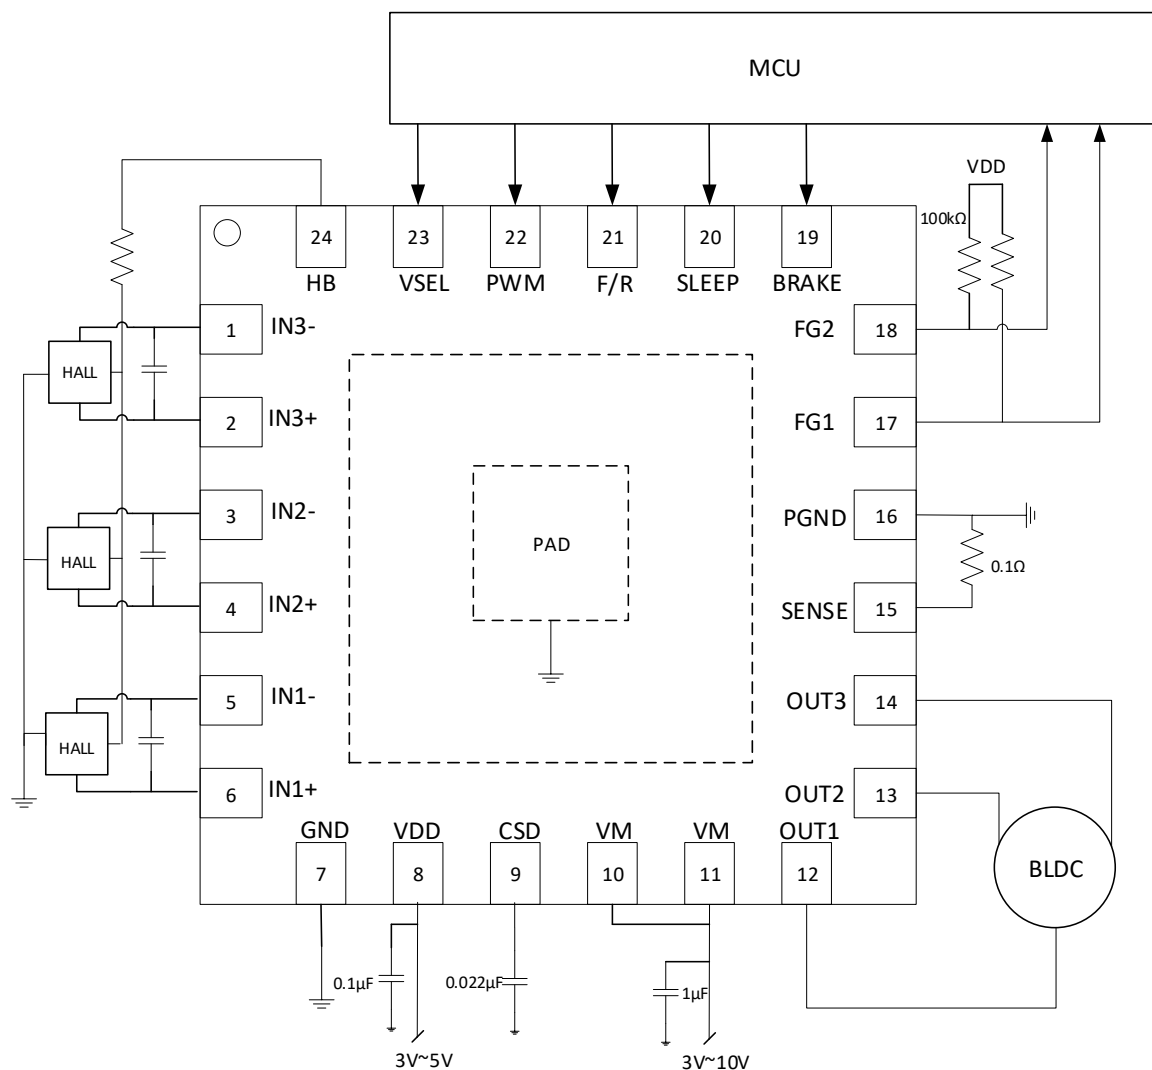 MCU
VDD
100kΩ
24
23
22
21
20
19
HB
VSEL
PWM
F/R
SLEEP
BRAKE
1
IN3-
FG2
18
HALL
2
IN3+
FG1
17
3
IN2-
PGND
16
HALL
PAD
0.1Ω
4
IN2+
SENSE
15
5
IN1-
OUT3
14
HALL
6
IN1+
OUT2
13
GND
VDD
CSD
VM
VM
OUT1
7
8
9
10
11
12
BLDC
0.1μF
0.022μF
1μF
3V~5V
3V~10V